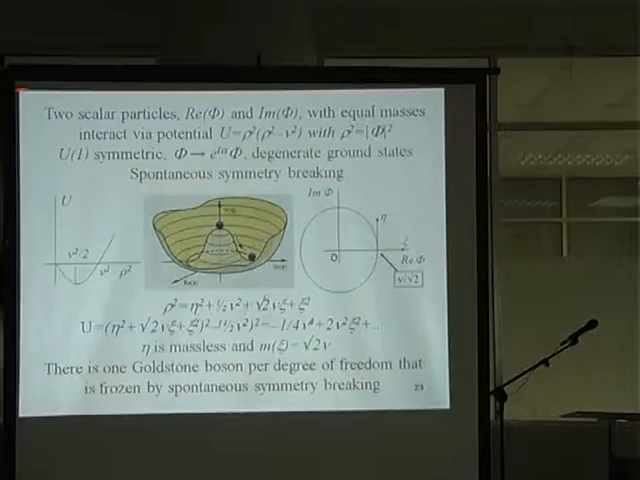 Two scalar particles, Re(Φ) and Im(Φ), with equal masses
interact via potential U=ρ²(ρ²−v²) with ρ²=|Φ|²
U(1) symmetric, Φ→ e^{iα}Φ, degenerate ground states
Spontaneous symmetry breaking
U
v²/2
v²
ρ²
Im Φ
η
ξ
0
Re Φ
v/√2
ρ²=η²+½v²+√2vξ+ξ²
U=(η²+√2vξ+ξ²)²−(½v²)²=−1/4v⁴+2v²ξ²+...
η is massless and m(ξ)=√2v
There is one Goldstone boson per degree of freedom that
is frozen by spontaneous symmetry breaking
23